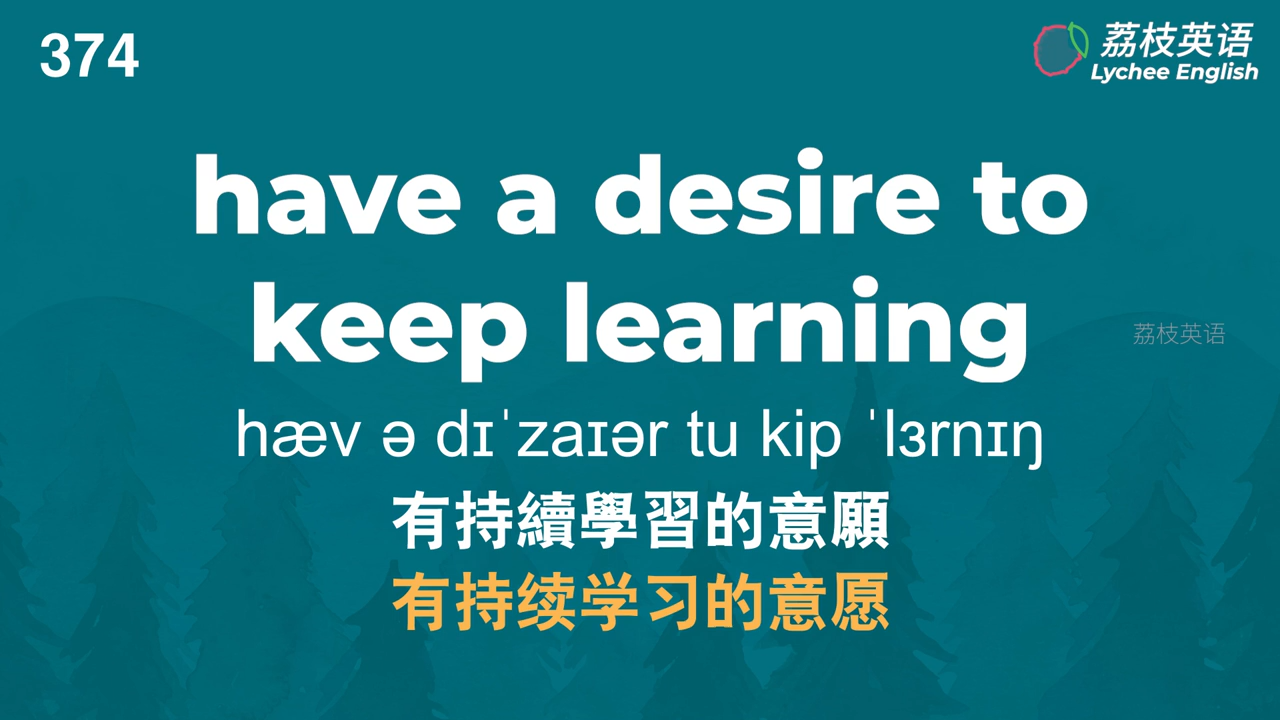 374
荔枝英语
Lychee English
have a desire to
keep learning
荔枝英语
hæv ə dɪˈzaɪər tu kip ˈlɜrnɪŋ
有持續學習的意願
有持续学习的意愿